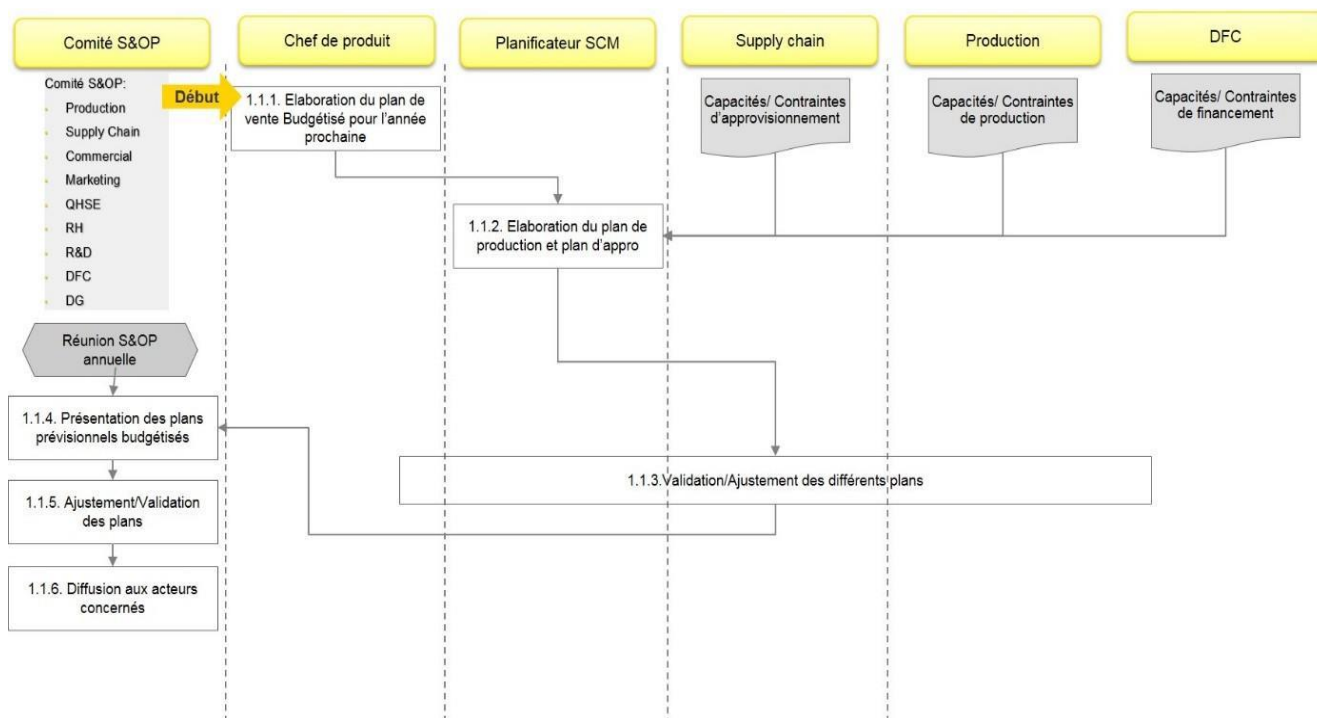 Comité S&OP
Chef de produit
Planificateur SCM
Supply chain
Production
DFC
Comité S&OP:
Production
Supply Chain
Commercial
Marketing
QHSE
RH
R&D
DFC
DG
Début
1.1.1. Elaboration du plan de
vente Budgétisé pour l'année
prochaine
Capacités/ Contraintes
d'approvisionnement
Capacités/ Contraintes
de production
Capacités/ Contraintes
de financement
1.1.2. Elaboration du plan de
production et plan d'appro
Réunion S&OP
annuelle
1.1.4. Présentation des plans
prévisionnels budgétisés
1.1.3.Validation/Ajustement des différents plans
1.1.5. Ajustement/Validation
des plans
1.1.6. Diffusion aux acteurs
concernés